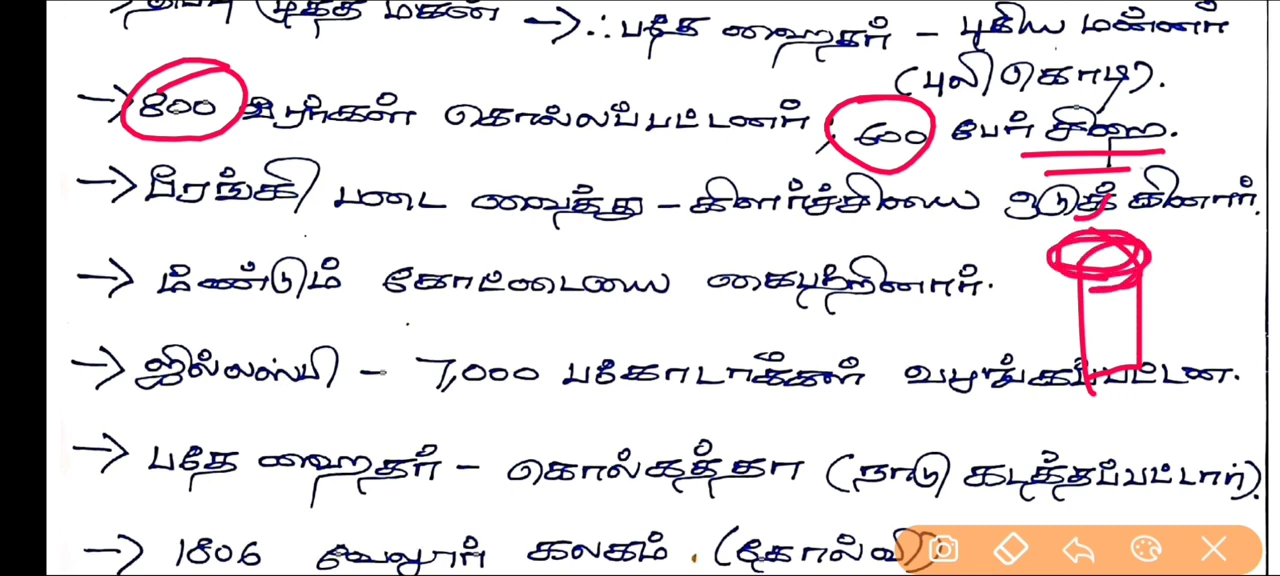 முத்த மகன் → ∴ பதே ஹைதர் – புதிய மன்னர்
(புலி கொடி).
→ 800 வீரர்கள் கொல்லப்பட்டனர் ; 600 பேர் சிறை.
→ பீரங்கி படை வைத்து – கிளர்ச்சியை ஒடுக்கினார்.
→ மீண்டும் கோட்டையை கைபற்றினார்.
→ ஜில்லஸ்பி – 7,000 பகோடாக்கள் வழங்கப்பட்டன.
→ பதே ஹைதர் – கொல்கத்தா (நாடு கடத்தப்பட்டார்).
→ 1806 வேலூர் கலகம் . (தோல்வி).